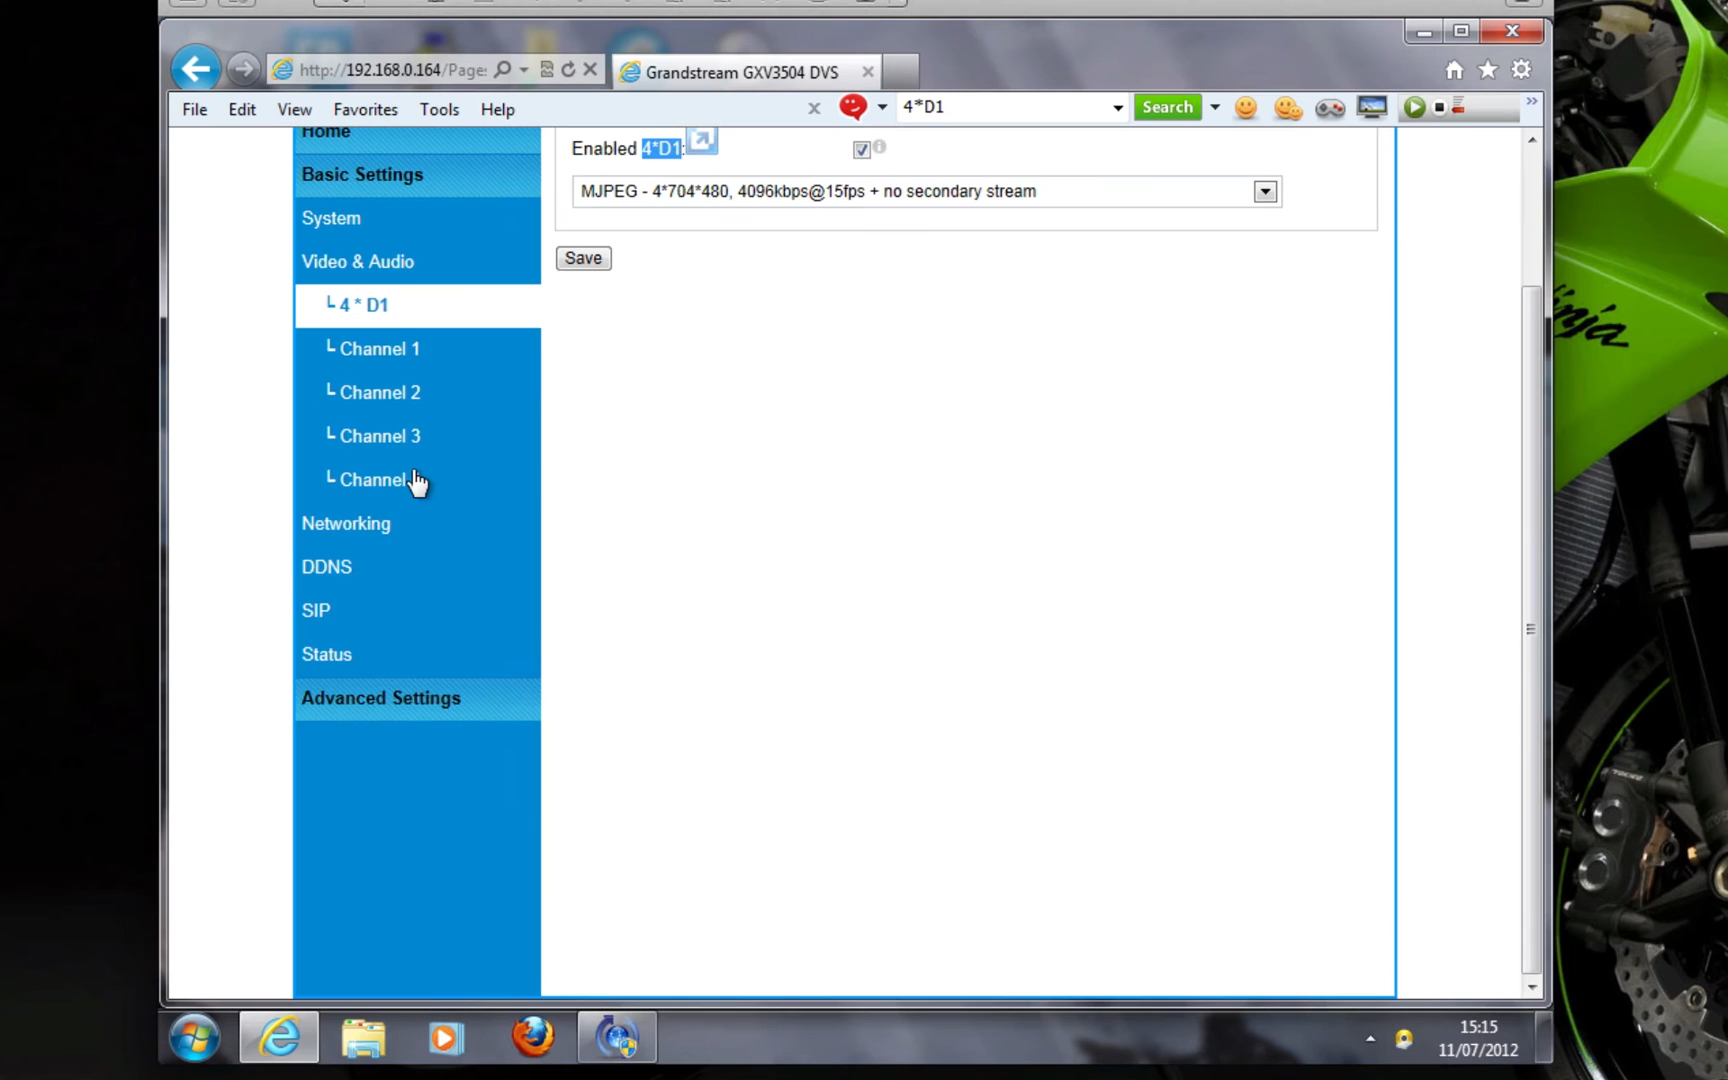 http://192.168.0.164/Page:
Grandstream GXV3504 DVS
File Edit View Favorites Tools Help
4*D1
Search
Home
Enabled 4*D1:
Basic Settings
MJPEG - 4*704*480, 4096kbps@15fps + no secondary stream
System
Save
Video & Audio
4 * D1
Channel 1
Channel 2
Channel 3
Channel
Networking
DDNS
SIP
Status
Advanced Settings
15:15
11/07/2012